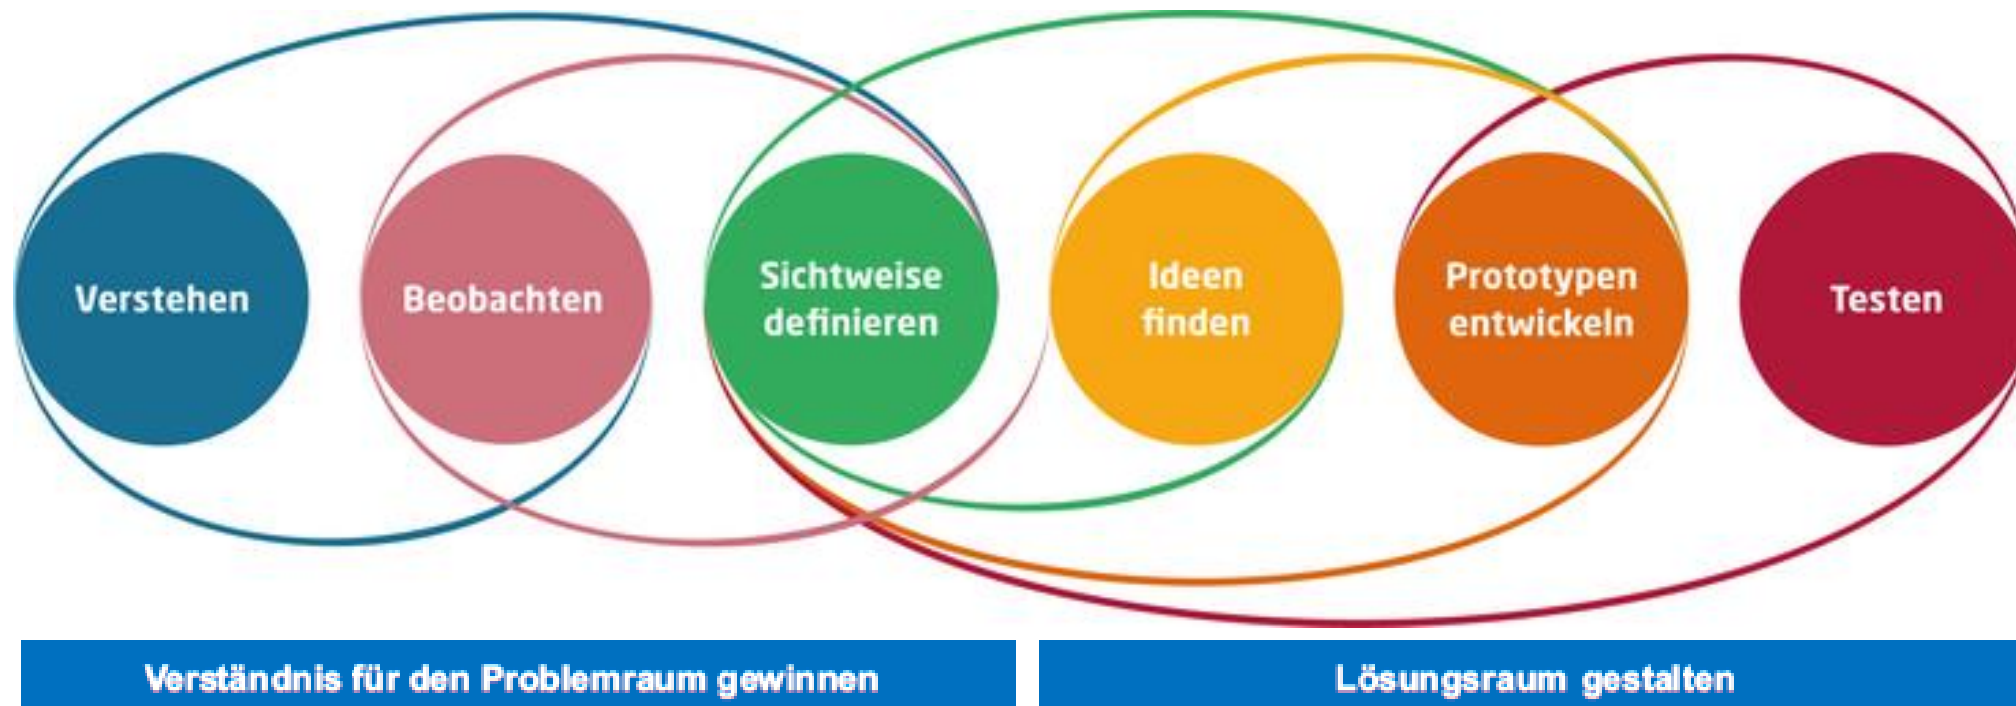 Verstehen
Beobachten
Sichtweise
definieren
Ideen
finden
Prototypen
entwickeln
Testen
Verständnis für den Problemraum gewinnen
Lösungsraum gestalten